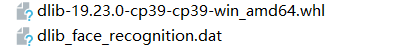 dlib-19.23.0-cp39-cp39-win_amd64.whl
dlib_face_recognition.dat